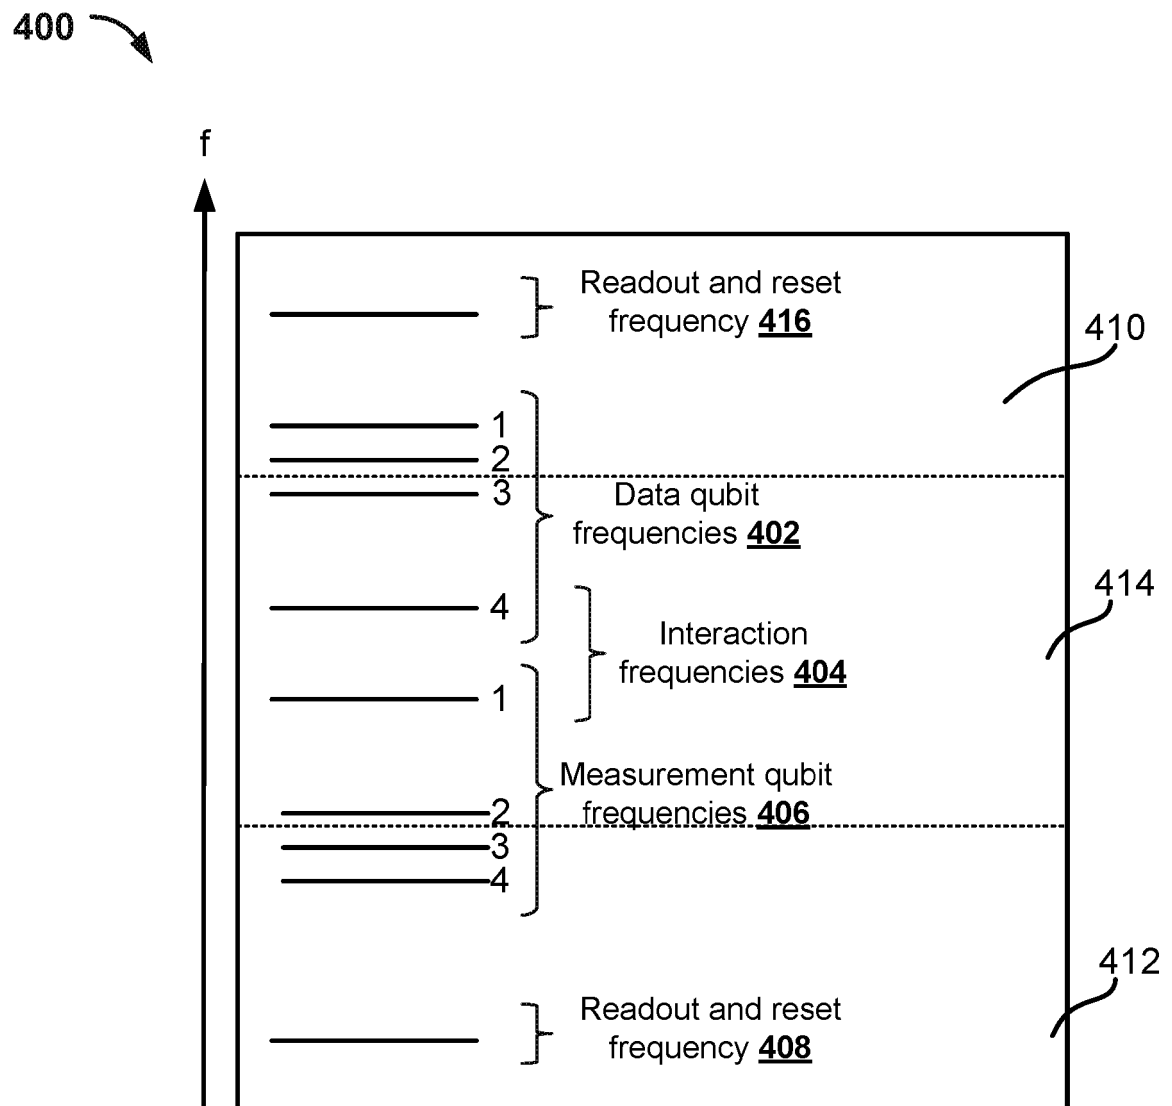 400
f
Readout and reset
frequency 416
410
1
2
3
Data qubit
frequencies 402
414
4
Interaction
frequencies 404
1
Measurement qubit
frequencies 406
2
3
4
412
Readout and reset
frequency 408